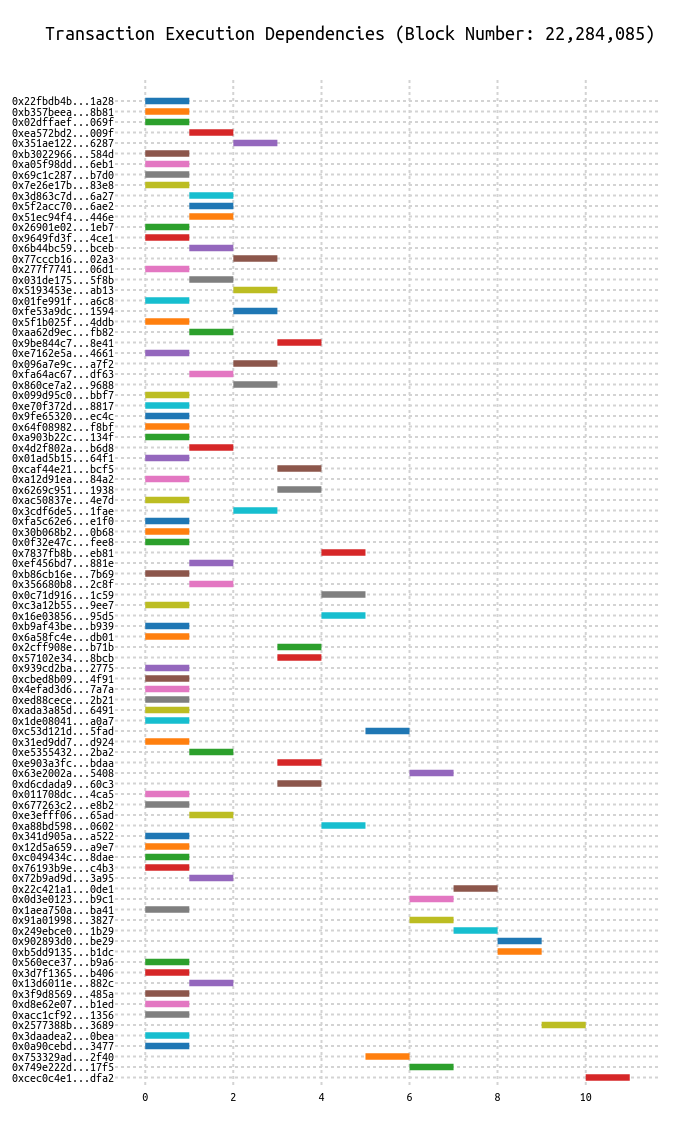 Transaction Execution Dependencies (Block Number: 22,284,085)
0x22fbdb4b...1a28
0xb357beea...8b81
0x02dffaef...069f
0xea572bd2...009f
0x351ae122...6287
0xb3022966...584d
0xa05f98dd...6eb1
0x69c1c287...b7d0
0x7e26e17b...83e8
0x3d863c7d...6a27
0x5f2acc70...6ae2
0x51ec94f4...446e
0x26901e02...1eb7
0x9649fd3f...4ce1
0x6b44bc59...bceb
0x77cccb16...02a3
0x277f7741...06d1
0x031de175...5f8b
0x5193453e...ab13
0x01fe991f...a6c8
0xfe53a9dc...1594
0x5f1b025f...4ddb
0xaa62d9ec...fb82
0x9be844c7...8e41
0xe7162e5a...4661
0x096a7e9c...a7f2
0xfa64ac67...df63
0x860ce7a2...9688
0x099d95c0...bbf7
0xe70f372d...8817
0x9fe65320...ec4c
0x64f08982...f8bf
0xa903b22c...134f
0x4d2f802a...b6d8
0x01ad5b15...64f1
0xcaf44e21...bcf5
0xa12d91ea...84a2
0x6269c951...1938
0xac50837e...4e7d
0x3cdf6de5...1fae
0xfa5c62e6...e1f0
0x30b068b2...0b68
0x0f32e47c...fee8
0x7837fb8b...eb81
0xef456bd7...881e
0xb86cb16e...7b69
0x356680b8...2c8f
0x0c71d916...1c59
0xc3a12b55...9ee7
0x16e03856...95d5
0xb9af43be...b939
0x6a58fc4e...db01
0x2cff908e...b71b
0x57102e34...8bcb
0x939cd2ba...2775
0xcbed8b09...4f91
0x4efad3d6...7a7a
0xed88cece...2b21
0xada3a85d...6491
0x1de08041...a0a7
0xc53d121d...5fad
0x31ed9dd7...d924
0xe5355432...2ba2
0xe903a3fc...bdaa
0x63e2002a...5408
0xd6cdada9...60c3
0x011708dc...4ca5
0x677263c2...e8b2
0xe3efff06...65ad
0xa88bd598...0602
0x341d905a...a522
0x12d5a659...a9e7
0xc049434c...8dae
0x76193b9e...c4b3
0x72b9ad9d...3a95
0x22c421a1...0de1
0x0d3e0123...b9c1
0x1aea750a...ba41
0x91a01998...3827
0x249ebce0...1b29
0x902893d0...be29
0xb5dd9135...b1dc
0x560ece37...b9a6
0x3d7f1365...b406
0x13d6011e...882c
0x3f9d8569...485a
0xd8e62e07...b1ed
0xacc1cf92...1356
0x2577388b...3689
0x3daadea2...0bea
0x0a90cebd...3477
0x753329ad...2f40
0x749e222d...17f5
0xcec0c4e1...dfa2
0 2 4 6 8 10